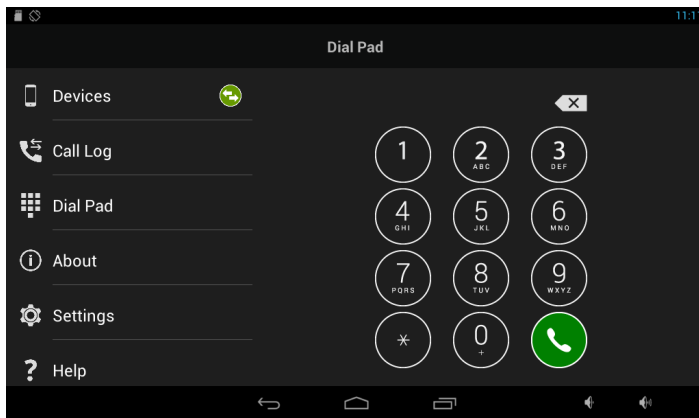 11:11
Dial Pad
Devices
Call Log
Dial Pad
About
Settings
Help
1
2 ABC
3 DEF
4 GHI
5 JKL
6 MNO
7 PQRS
8 TUV
9 WXYZ
*
0 +